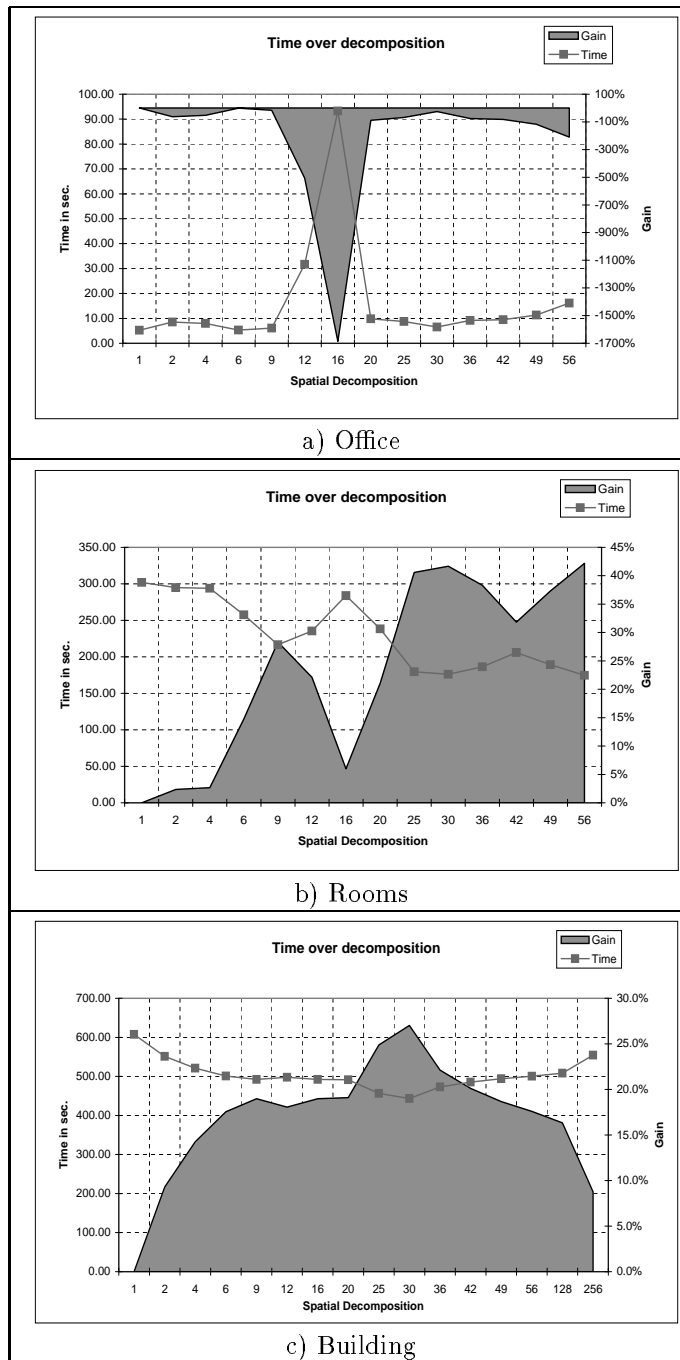 Time over decomposition
Gain
Time
100.00
90.00
80.00
70.00
60.00
50.00
40.00
30.00
20.00
10.00
0.00
Time in sec.
100%
-100%
-300%
-500%
-700%
-900%
-1100%
-1300%
-1500%
-1700%
Gain
1 2 4 6 9 12 16 20 25 30 36 42 49 56
Spatial Decomposition
a) Office
Time over decomposition
Gain
Time
350.00
300.00
250.00
200.00
150.00
100.00
50.00
0.00
Time in sec.
45%
40%
35%
30%
25%
20%
15%
10%
5%
0%
Gain
1 2 4 6 9 12 16 20 25 30 36 42 49 56
Spatial Decomposition
b) Rooms
Time over decomposition
Gain
Time
700.00
600.00
500.00
400.00
300.00
200.00
100.00
0.00
Time in sec.
30.0%
25.0%
20.0%
15.0%
10.0%
5.0%
0.0%
Gain
1 2 4 6 9 12 16 20 25 30 36 42 49 56 128 256
Spatial Decomposition
c) Building